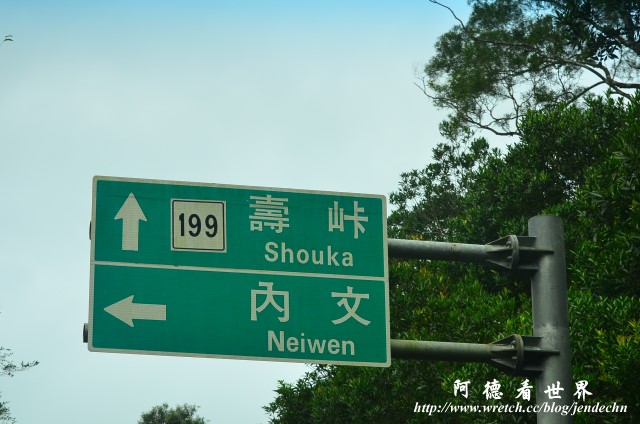 199 壽峠
Shouka
內文
Neiwen
阿德看世界
http://www.wretch.cc/blog/jendechn